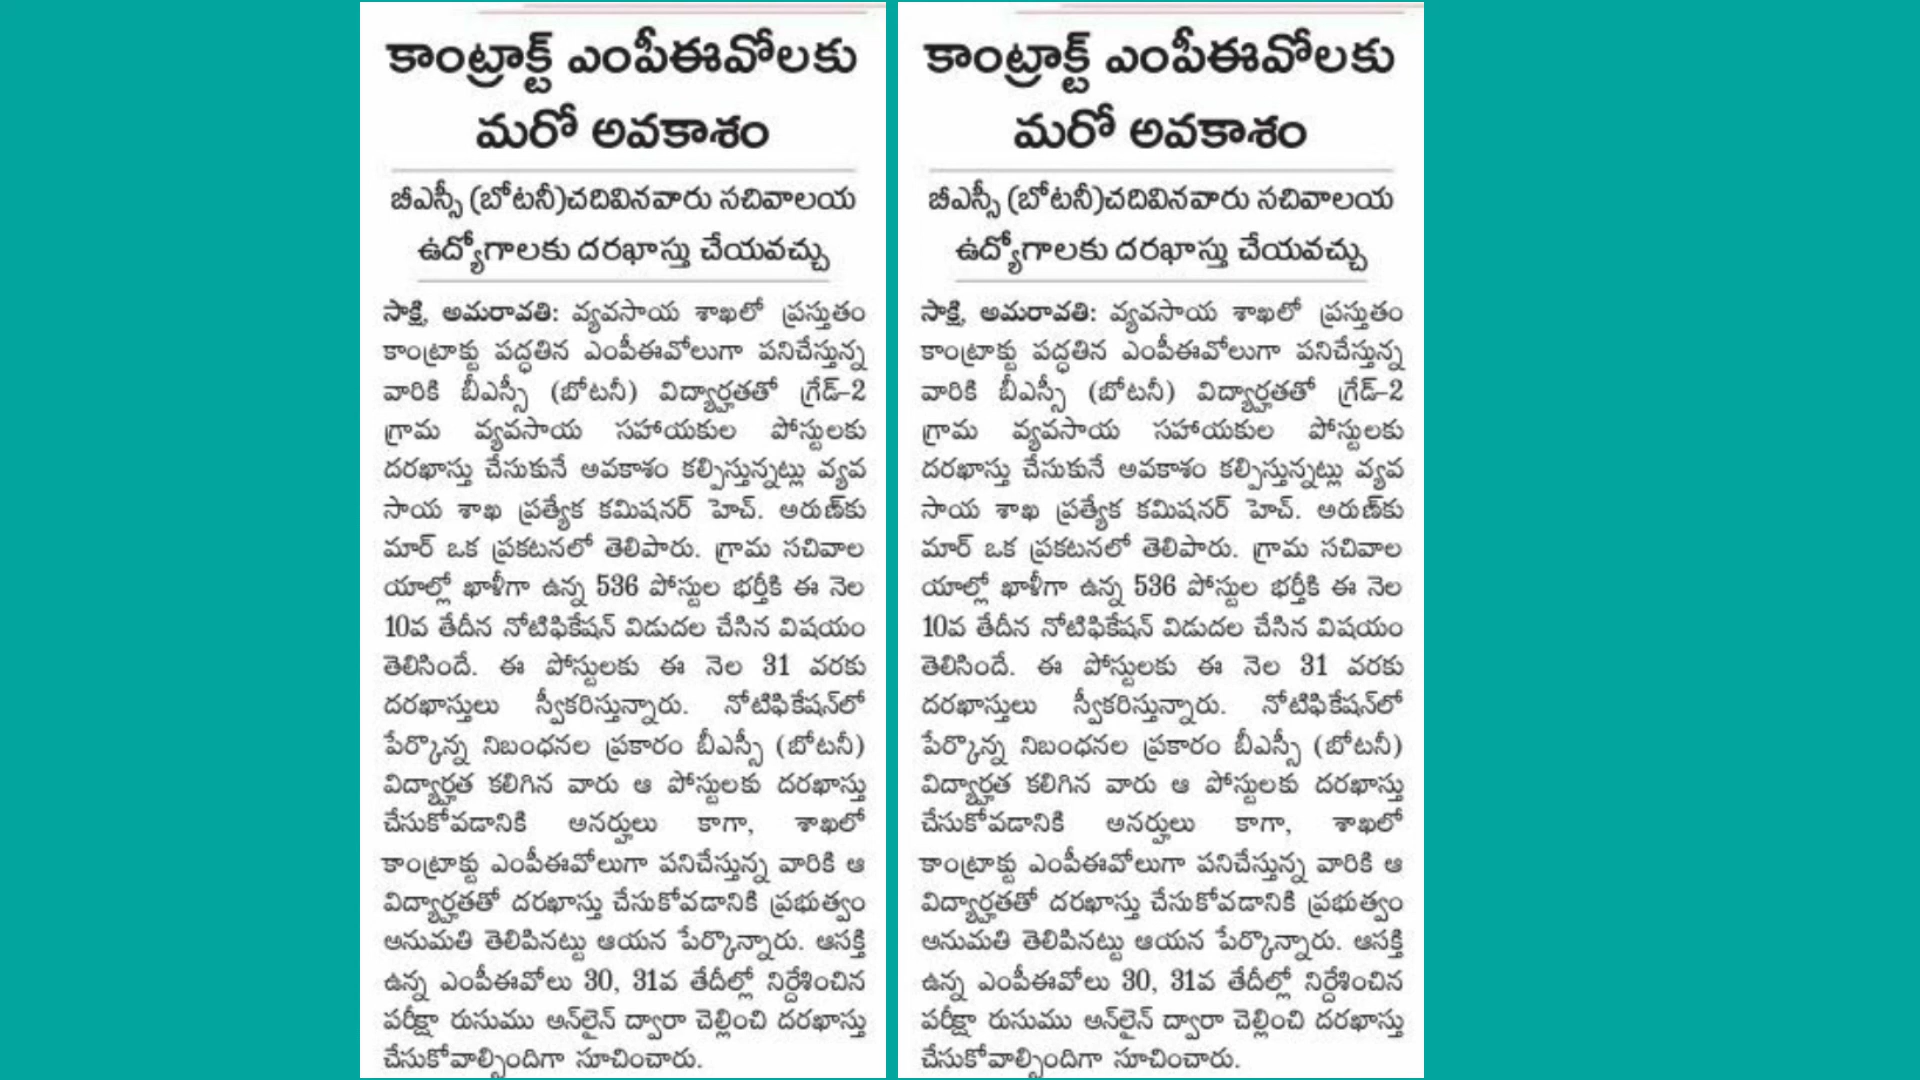 కాంట్రాక్ట్ ఎంపీఈవోలకు
మరో అవకాశం
బీఎస్సీ (బోటనీ)చదివినవారు సచివాలయ
ఉద్యోగాలకు దరఖాస్తు చేయవచ్చు
సాక్షి, అమరావతి: వ్యవసాయ శాఖలో ప్రస్తుతం
కాంట్రాక్టు పద్ధతిన ఎంపీఈవోలుగా పనిచేస్తున్న
వారికి బీఎస్సీ (బోటనీ) విద్యార్హతతో గ్రేడ్–2
గ్రామ వ్యవసాయ సహాయకుల పోస్టులకు
దరఖాస్తు చేసుకునే అవకాశం కల్పిస్తున్నట్లు వ్యవ
సాయ శాఖ ప్రత్యేక కమిషనర్ హెచ్. అరుణ్‌కు
మార్ ఒక ప్రకటనలో తెలిపారు. గ్రామ సచివాల
యాల్లో ఖాళీగా ఉన్న 536 పోస్టుల భర్తీకి ఈ నెల
10వ తేదీన నోటిఫికేషన్ విడుదల చేసిన విషయం
తెలిసిందే. ఈ పోస్టులకు ఈ నెల 31 వరకు
దరఖాస్తులు స్వీకరిస్తున్నారు. నోటిఫికేషన్‌లో
పేర్కొన్న నిబంధనల ప్రకారం బీఎస్సీ (బోటనీ)
విద్యార్హత కలిగిన వారు ఆ పోస్టులకు దరఖాస్తు
చేసుకోవడానికి అనర్హులు కాగా, శాఖలో
కాంట్రాక్టు ఎంపీఈవోలుగా పనిచేస్తున్న వారికి ఆ
విద్యార్హతతో దరఖాస్తు చేసుకోవడానికి ప్రభుత్వం
అనుమతి తెలిపినట్టు ఆయన పేర్కొన్నారు. ఆసక్తి
ఉన్న ఎంపీఈవోలు 30, 31వ తేదీల్లో నిర్దేశించిన
పరీక్షా రుసుము అన్‌లైన్ ద్వారా చెల్లించి దరఖాస్తు
చేసుకోవాల్సిందిగా సూచించారు.
కాంట్రాక్ట్ ఎంపీఈవోలకు
మరో అవకాశం
బీఎస్సీ (బోటనీ)చదివినవారు సచివాలయ
ఉద్యోగాలకు దరఖాస్తు చేయవచ్చు
సాక్షి, అమరావతి: వ్యవసాయ శాఖలో ప్రస్తుతం
కాంట్రాక్టు పద్ధతిన ఎంపీఈవోలుగా పనిచేస్తున్న
వారికి బీఎస్సీ (బోటనీ) విద్యార్హతతో గ్రేడ్–2
గ్రామ వ్యవసాయ సహాయకుల పోస్టులకు
దరఖాస్తు చేసుకునే అవకాశం కల్పిస్తున్నట్లు వ్యవ
సాయ శాఖ ప్రత్యేక కమిషనర్ హెచ్. అరుణ్‌కు
మార్ ఒక ప్రకటనలో తెలిపారు. గ్రామ సచివాల
యాల్లో ఖాళీగా ఉన్న 536 పోస్టుల భర్తీకి ఈ నెల
10వ తేదీన నోటిఫికేషన్ విడుదల చేసిన విషయం
తెలిసిందే. ఈ పోస్టులకు ఈ నెల 31 వరకు
దరఖాస్తులు స్వీకరిస్తున్నారు. నోటిఫికేషన్‌లో
పేర్కొన్న నిబంధనల ప్రకారం బీఎస్సీ (బోటనీ)
విద్యార్హత కలిగిన వారు ఆ పోస్టులకు దరఖాస్తు
చేసుకోవడానికి అనర్హులు కాగా, శాఖలో
కాంట్రాక్టు ఎంపీఈవోలుగా పనిచేస్తున్న వారికి ఆ
విద్యార్హతతో దరఖాస్తు చేసుకోవడానికి ప్రభుత్వం
అనుమతి తెలిపినట్టు ఆయన పేర్కొన్నారు. ఆసక్తి
ఉన్న ఎంపీఈవోలు 30, 31వ తేదీల్లో నిర్దేశించిన
పరీక్షా రుసుము అన్‌లైన్ ద్వారా చెల్లించి దరఖాస్తు
చేసుకోవాల్సిందిగా సూచించారు.